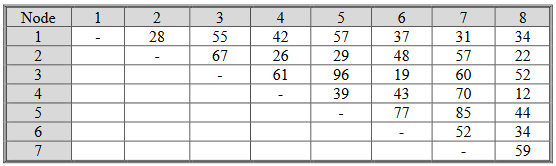 Node 1 2 3 4 5 6 7 8
1 - 28 55 42 57 37 31 34
2 - 67 26 29 48 57 22
3 - 61 96 19 60 52
4 - 39 43 70 12
5 - 77 85 44
6 - 52 34
7 - 59